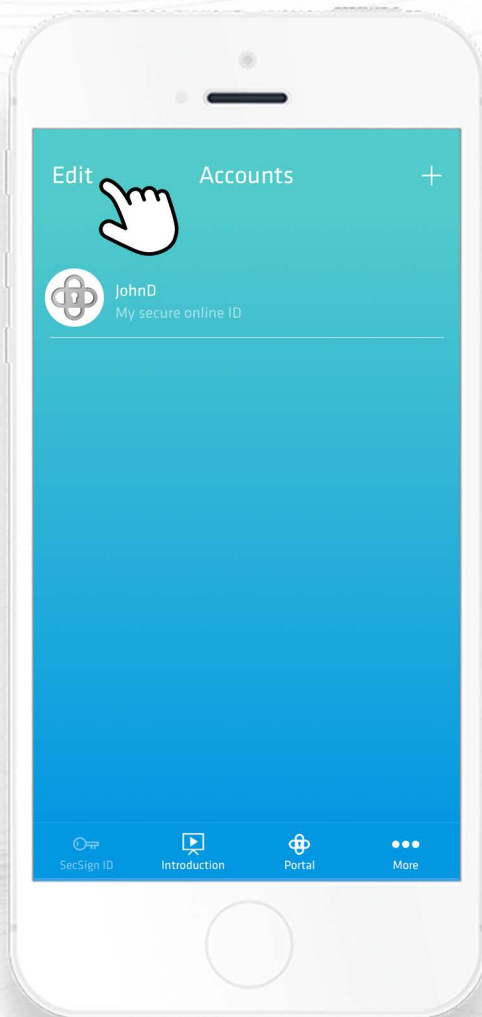 Edit Accounts +
JohnD
My secure online ID
SecSign ID Introduction Portal More